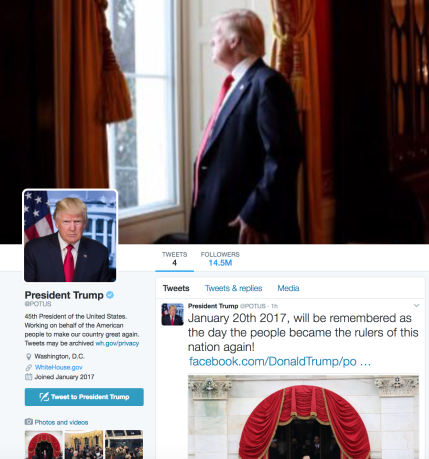 TWEETS
4
FOLLOWERS
14.5M
President Trump
@POTUS
45th President of the United States.
Working on behalf of the American
people to make our country great again.
Tweets may be archived wh.gov/privacy
Washington, D.C.
WhiteHouse.gov
Joined January 2017
Tweet to President Trump
Photos and videos
Tweets Tweets & replies Media
President Trump @POTUS · 1h
January 20th 2017, will be remembered as
the day the people became the rulers of this
nation again!
facebook.com/DonaldTrump/po …